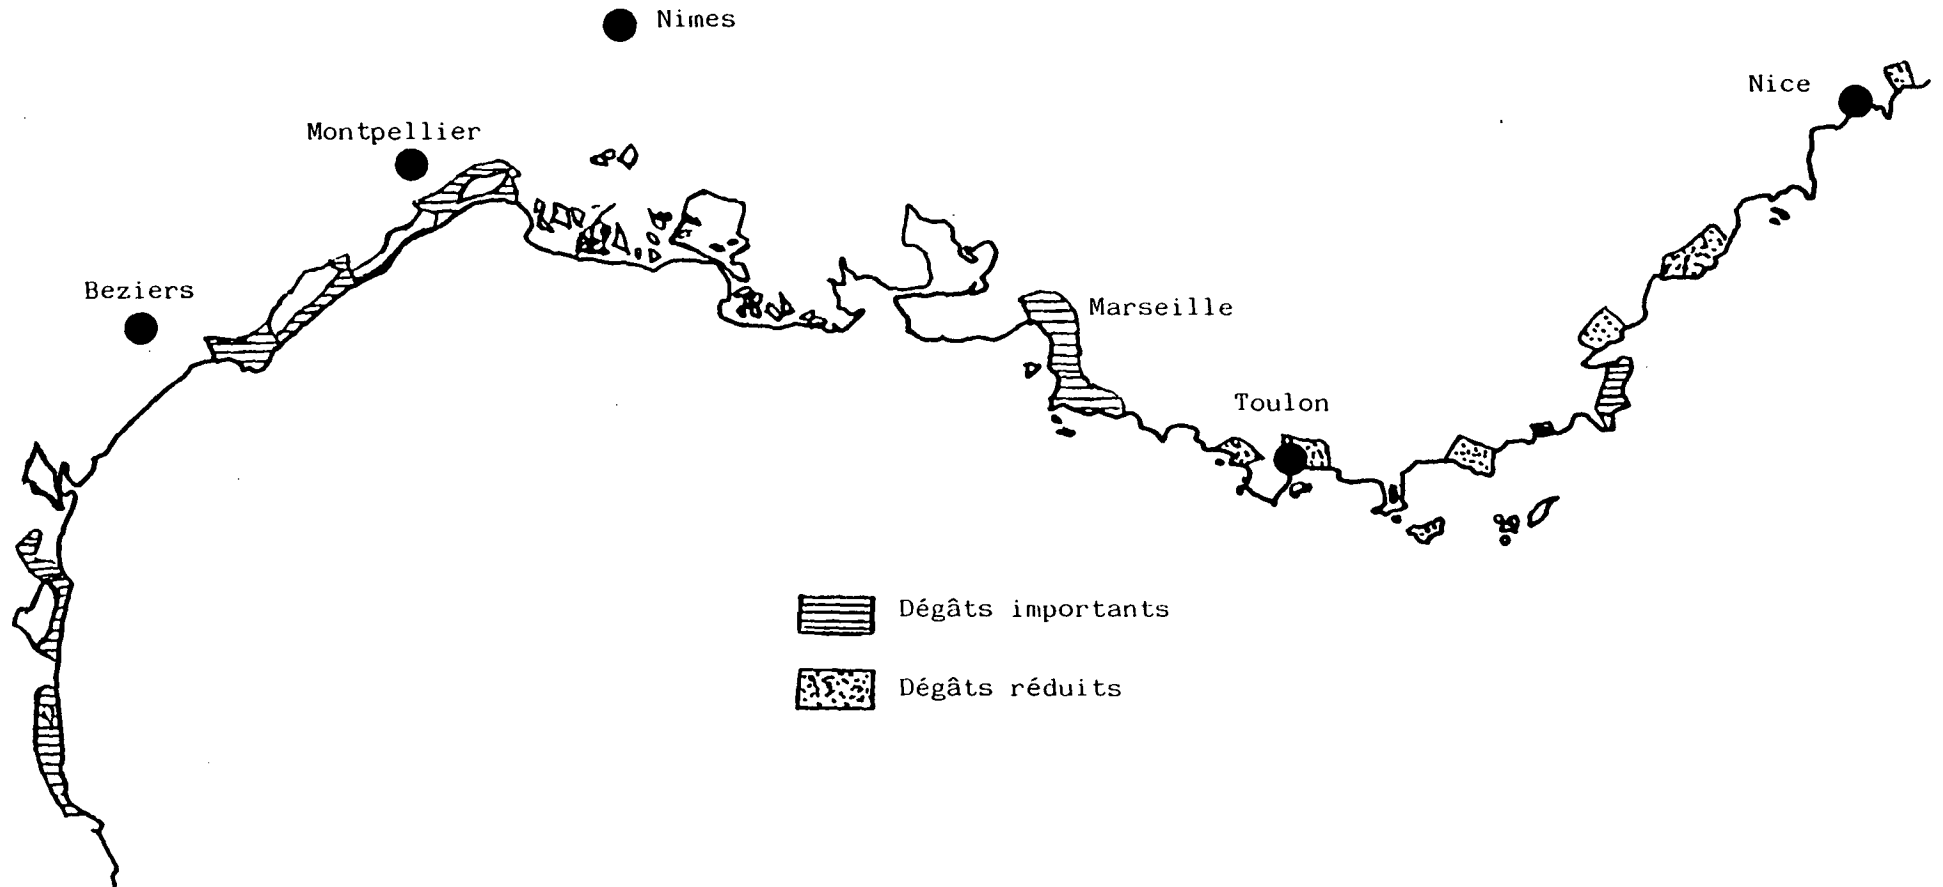 Nimes
Nice
Montpellier
Beziers
Marseille
Toulon
Dégâts importants
Dégâts réduits